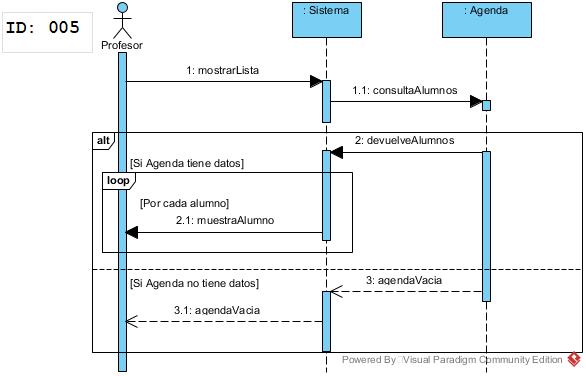 ID: 005
Profesor
: Sistema
: Agenda
1: mostrarLista
1.1: consultaAlumnos
alt
2: devuelveAlumnos
[Si Agenda tiene datos]
loop
[Por cada alumno]
2.1: muestraAlumno
[Si Agenda no tiene datos]
3: agendaVacia
3.1: agendaVacia
Powered By Visual Paradigm Community Edition